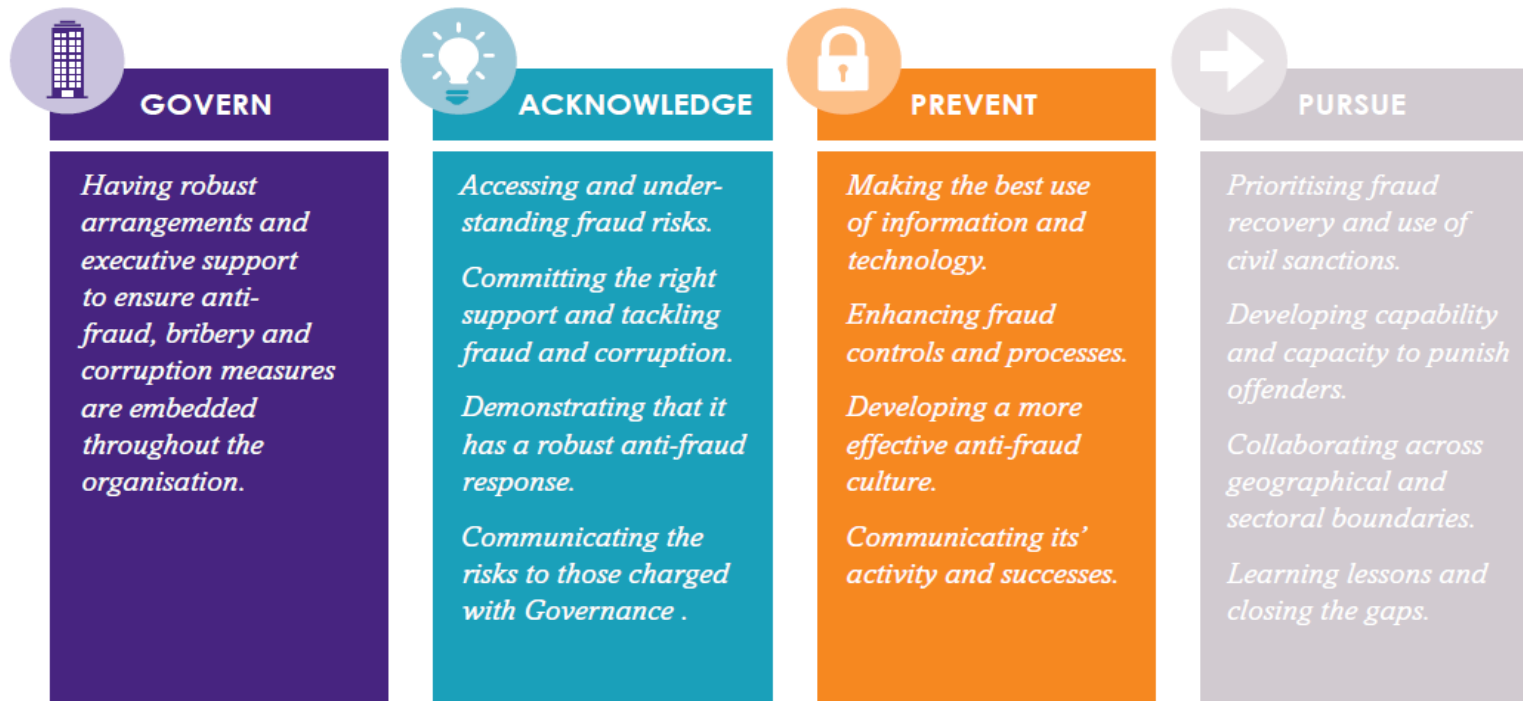 GOVERN
Having robust
arrangements and
executive support
to ensure anti-
fraud, bribery and
corruption measures
are embedded
throughout the
organisation.
ACKNOWLEDGE
Accessing and under-
standing fraud risks.
Committing the right
support and tackling
fraud and corruption.
Demonstrating that it
has a robust anti-fraud
response.
Communicating the
risks to those charged
with Governance .
PREVENT
Making the best use
of information and
technology.
Enhancing fraud
controls and processes.
Developing a more
effective anti-fraud
culture.
Communicating its’
activity and successes.
PURSUE
Prioritising fraud
recovery and use of
civil sanctions.
Developing capability
and capacity to punish
offenders.
Collaborating across
geographical and
sectoral boundaries.
Learning lessons and
closing the gaps.